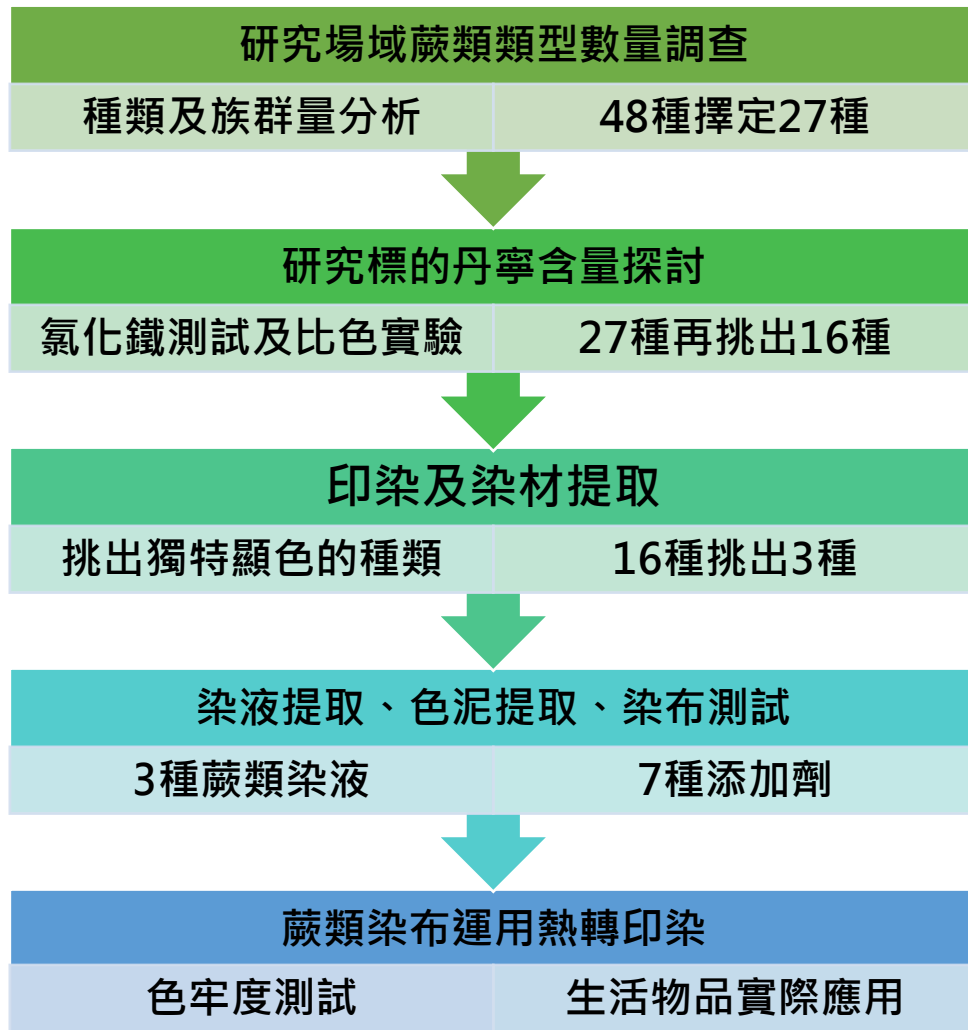 研究場域蕨類類型數量調查
種類及族群量分析
48種擇定27種
研究標的丹寧含量探討
氯化鐵測試及比色實驗
27種再挑出16種
印染及染材提取
挑出獨特顯色的種類
16種挑出3種
染液提取、色泥提取、染布測試
3種蕨類染液
7種添加劑
蕨類染布運用熱轉印染
色牢度測試
生活物品實際應用